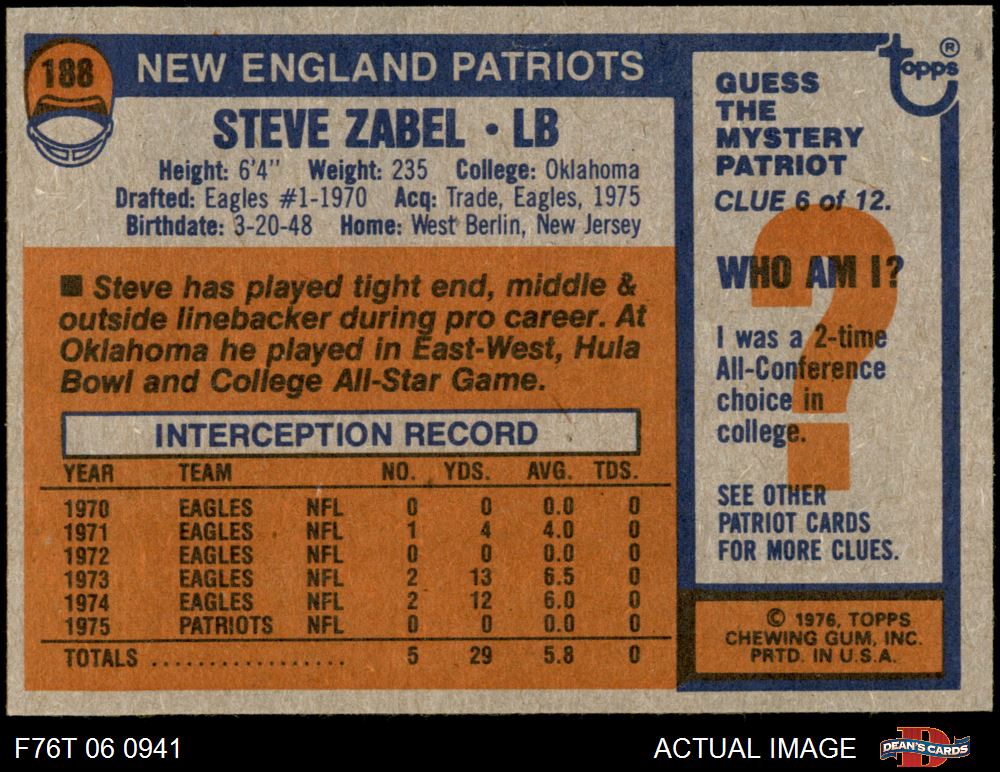 188
NEW ENGLAND PATRIOTS
STEVE ZABEL • LB
Height: 6'4" Weight: 235 College: Oklahoma
Drafted: Eagles #1-1970 Acq: Trade, Eagles, 1975
Birthdate: 3-20-48 Home: West Berlin, New Jersey
■ Steve has played tight end, middle &
outside linebacker during pro career. At
Oklahoma he played in East-West, Hula
Bowl and College All-Star Game.
INTERCEPTION RECORD
YEAR TEAM NO. YDS. AVG. TDS.
1970 EAGLES NFL 0 0 0.0 0
1971 EAGLES NFL 1 4 4.0 0
1972 EAGLES NFL 0 0 0.0 0
1973 EAGLES NFL 2 13 6.5 0
1974 EAGLES NFL 2 12 6.0 0
1975 PATRIOTS NFL 0 0 0.0 0
TOTALS .................. 5 29 5.8 0
topps ®
GUESS
THE
MYSTERY
PATRIOT
CLUE 6 of 12.
?
WHO AM I?
I was a 2-time
All-Conference
choice in
college.
SEE OTHER
PATRIOT CARDS
FOR MORE CLUES.
© 1976, TOPPS
CHEWING GUM, INC.
PRTD. IN U.S.A.
F76T 06 0941
ACTUAL IMAGE
D
DEAN'S CARDS